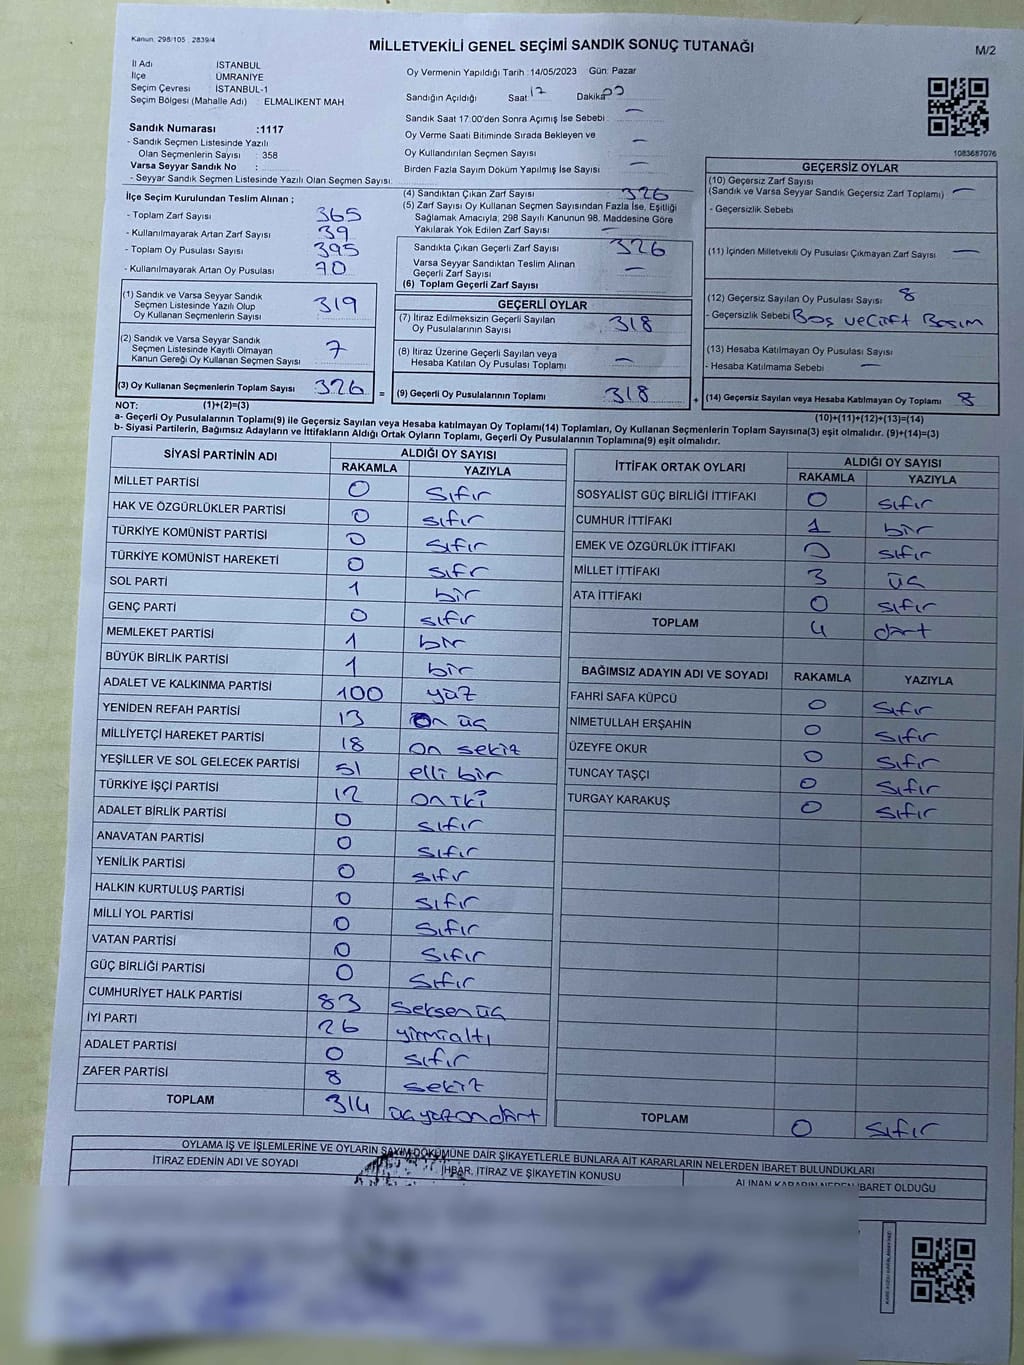 Kanun: 298/105 , 2839/4
MİLLETVEKİLİ GENEL SEÇİMİ SANDIK SONUÇ TUTANAĞI
M/2
İl Adı : İSTANBUL
İlçe : ÜMRANİYE
Seçim Çevresi : İSTANBUL-1
Seçim Bölgesi (Mahalle Adı) : ELMALIKENT MAH
Oy Vermenin Yapıldığı Tarih :14/05/2023 Gün: Pazar
Sandığın Açıldığı Saat 17 Dakika
Sandık Saat 17:00'den Sonra Açımış İse Sebebi : —
Oy Verme Saati Bitiminde Sırada Bekleyen ve
Oy Kullandırılan Seçmen Sayısı —
Birden Fazla Sayım Döküm Yapılmış İse Sayısı —
1083687076
Sandık Numarası :1117
- Sandık Seçmen Listesinde Yazılı
Olan Seçmenlerin Sayısı : 358
Varsa Seyyar Sandık No :
- Seyyar Sandık Seçmen Listesinde Yazılı Olan Seçmen Sayısı:
İlçe Seçim Kurulundan Teslim Alınan ;
- Toplam Zarf Sayısı 365
- Kullanılmayarak Artan Zarf Sayısı 39
- Toplam Oy Pusulası Sayısı 395
- Kullanılmayarak Artan Oy Pusulası 70
(1) Sandık ve Varsa Seyyar Sandık
Seçmen Listesinde Yazılı Olup
Oy Kullanan Seçmenlerin Sayısı 319
(2) Sandık ve Varsa Seyyar Sandık
Seçmen Listesinde Kayıtlı Olmayan
Kanun Gereği Oy Kullanan Seçmen Sayısı 7
(3) Oy Kullanan Seçmenlerin Toplam Sayısı 326 =
(4) Sandıktan Çıkan Zarf Sayısı 326
(5) Zarf Sayısı Oy Kullanan Seçmen Sayısından Fazla İse, Eşitliği
Sağlamak Amacıyla, 298 Sayılı Kanunun 98. Maddesine Göre
Yakılarak Yok Edilen Zarf Sayısı —
Sandıkta Çıkan Geçerli Zarf Sayısı 326
Varsa Seyyar Sandıktan Teslim Alınan
Geçerli Zarf Sayısı —
(6) Toplam Geçerli Zarf Sayısı
GEÇERLİ OYLAR
(7) İtiraz Edilmeksizin Geçerli Sayılan
Oy Pusulalarının Sayısı 318
(8) İtiraz Üzerine Geçerli Sayılan veya
Hesaba Katılan Oy Pusulası Toplamı —
(9) Geçerli Oy Pusulalarının Toplamı 318 +
GEÇERSİZ OYLAR
(10) Geçersiz Zarf Sayısı
(Sandık ve Varsa Seyyar Sandık Geçersiz Zarf Toplamı) —
- Geçersizlik Sebebi
(11) İçinden Milletvekili Oy Pusulası Çıkmayan Zarf Sayısı —
(12) Geçersiz Sayılan Oy Pusulası Sayısı 8
- Geçersizlik Sebebi Boş ve Çift Basım
(13) Hesaba Katılmayan Oy Pusulası Sayısı
- Hesaba Katılmama Sebebi —
(14) Geçersiz Sayılan veya Hesaba Katılmayan Oy Toplamı 8
NOT: (1)+(2)=(3) (10)+(11)+(12)+(13)=(14)
a- Geçerli Oy Pusulalarının Toplamı(9) ile Geçersiz Sayılan veya Hesaba katılmayan Oy Toplamı(14) Toplamları, Oy Kullanan Seçmenlerin Toplam Sayısına(3) eşit olmalıdır. (9)+(14)=(3)
b- Siyasi Partilerin, Bağımsız Adayların ve İttifakların Aldığı Ortak Oyların Toplamı, Geçerli Oy Pusulalarının Toplamına(9) eşit olmalıdır.
SİYASİ PARTİNİN ADI ALDIĞI OY SAYISI
RAKAMLA YAZIYLA
MİLLET PARTİSİ 0 sıfır
HAK VE ÖZGÜRLÜKLER PARTİSİ 0 sıfır
TÜRKİYE KOMÜNİST PARTİSİ 0 sıfır
TÜRKİYE KOMÜNİST HAREKETİ 0 sıfr
SOL PARTİ 1 bir
GENÇ PARTİ 0 sıfır
MEMLEKET PARTİSİ 1 bir
BÜYÜK BİRLİK PARTİSİ 1 bir
ADALET VE KALKINMA PARTİSİ 100 yüz
YENİDEN REFAH PARTİSİ 13 on üç
MİLLİYETÇİ HAREKET PARTİSİ 18 on sekiz
YEŞİLLER VE SOL GELECEK PARTİSİ 51 elli bir
TÜRKİYE İŞÇİ PARTİSİ 12 on iki
ADALET BİRLİK PARTİSİ 0 sıfır
ANAVATAN PARTİSİ 0 sıfır
YENİLİK PARTİSİ 0 sıfır
HALKIN KURTULUŞ PARTİSİ 0 sıfır
MİLLİ YOL PARTİSİ 0 sıfır
VATAN PARTİSİ 0 sıfır
GÜÇ BİRLİĞİ PARTİSİ 0 sıfır
CUMHURİYET HALK PARTİSİ 83 seksen üç
İYİ PARTİ 26 yirmialtı
ADALET PARTİSİ 0 sıfır
ZAFER PARTİSİ 8 sekiz
TOPLAM 314 üçyüzondört
İTTİFAK ORTAK OYLARI ALDIĞI OY SAYISI
RAKAMLA YAZIYLA
SOSYALİST GÜÇ BİRLİĞİ İTTİFAKI 0 sıfır
CUMHUR İTTİFAKI 1 bir
EMEK VE ÖZGÜRLÜK İTTİFAKI 0 sıfır
MİLLET İTTİFAKI 3 üç
ATA İTTİFAKI 0 sıfır
TOPLAM 4 dört
BAĞIMSIZ ADAYIN ADI VE SOYADI RAKAMLA YAZIYLA
FAHRİ SAFA KÜPCÜ 0 sıfır
NİMETULLAH ERŞAHİN 0 sıfır
ÜZEYFE OKUR 0 sıfır
TUNCAY TAŞÇI 0 sıfır
TURGAY KARAKUŞ 0 sıfır
TOPLAM 0 sıfır
OYLAMA İŞ VE İŞLEMLERİNE VE OYLARIN SAYIM DÖKÜMÜNE DAİR ŞİKAYETLERLE BUNLARA AİT KARARLARIN NELERDEN İBARET BULUNDUKLARI
İTİRAZ EDENİN ADI VE SOYADI
İHBAR, İTİRAZ VE ŞİKAYETİN KONUSU
ALINAN KARARIN NEDEN İBARET OLDUĞU